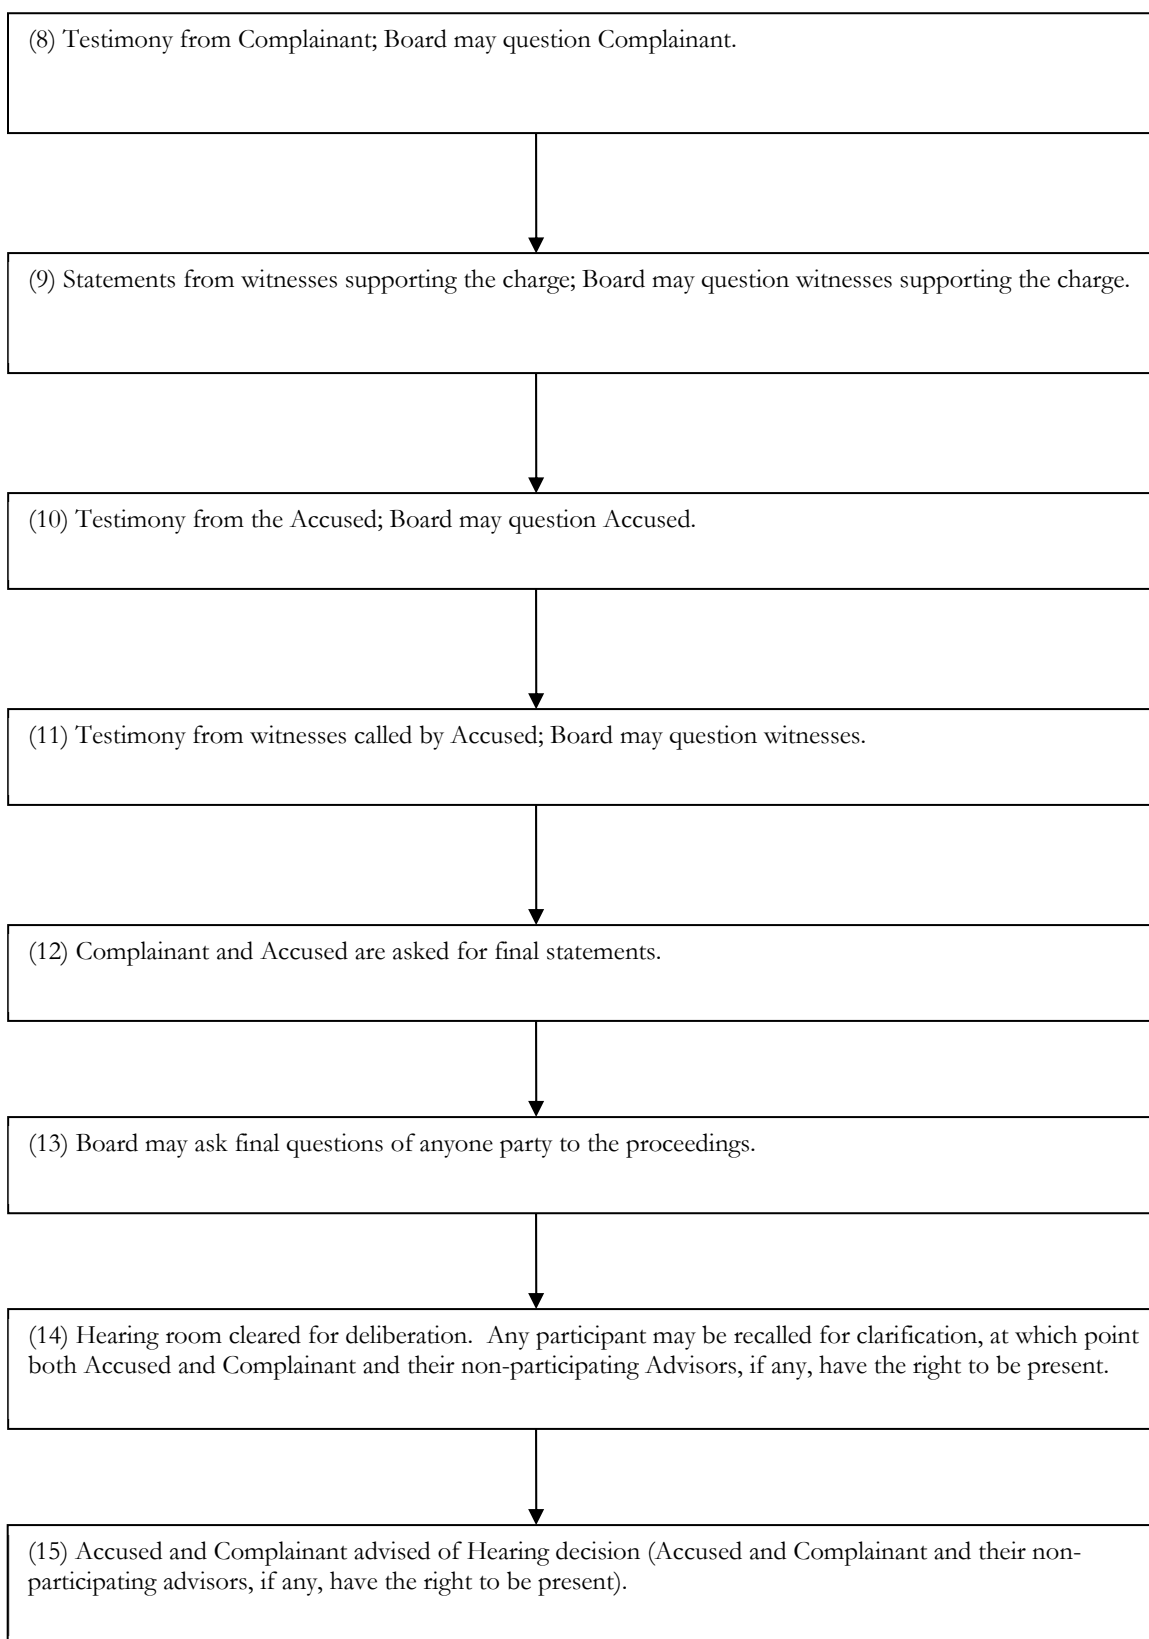 (8) Testimony from Complainant; Board may question Complainant.
(9) Statements from witnesses supporting the charge; Board may question witnesses supporting the charge.
(10) Testimony from the Accused; Board may question Accused.
(11) Testimony from witnesses called by Accused; Board may question witnesses.
(12) Complainant and Accused are asked for final statements.
(13) Board may ask final questions of anyone party to the proceedings.
(14) Hearing room cleared for deliberation.  Any participant may be recalled for clarification, at which point
both Accused and Complainant and their non-participating Advisors, if any, have the right to be present.
(15) Accused and Complainant advised of Hearing decision (Accused and Complainant and their non-
participating advisors, if any, have the right to be present).